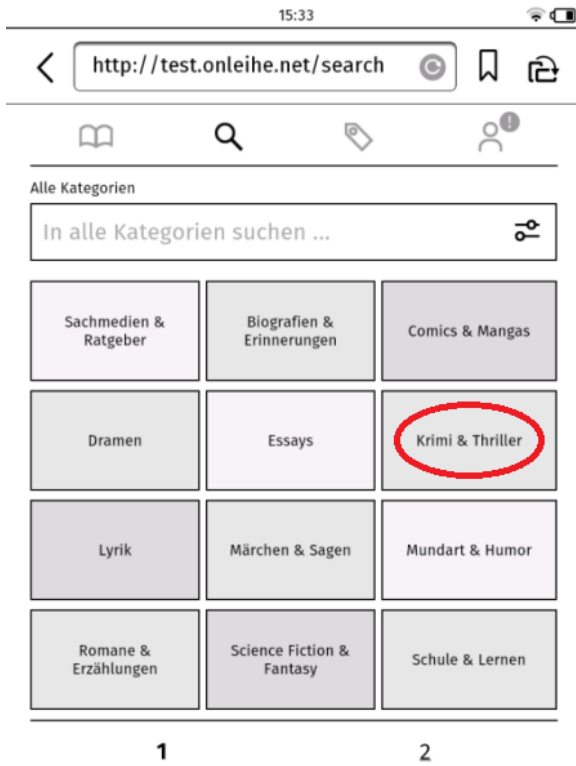 15:33
http://test.onleihe.net/search
Alle Kategorien
In alle Kategorien suchen ...
Sachmedien &
Ratgeber
Biografien &
Erinnerungen
Comics & Mangas
Dramen
Essays
Krimi & Thriller
Lyrik
Märchen & Sagen
Mundart & Humor
Romane &
Erzählungen
Science Fiction &
Fantasy
Schule & Lernen
1
2